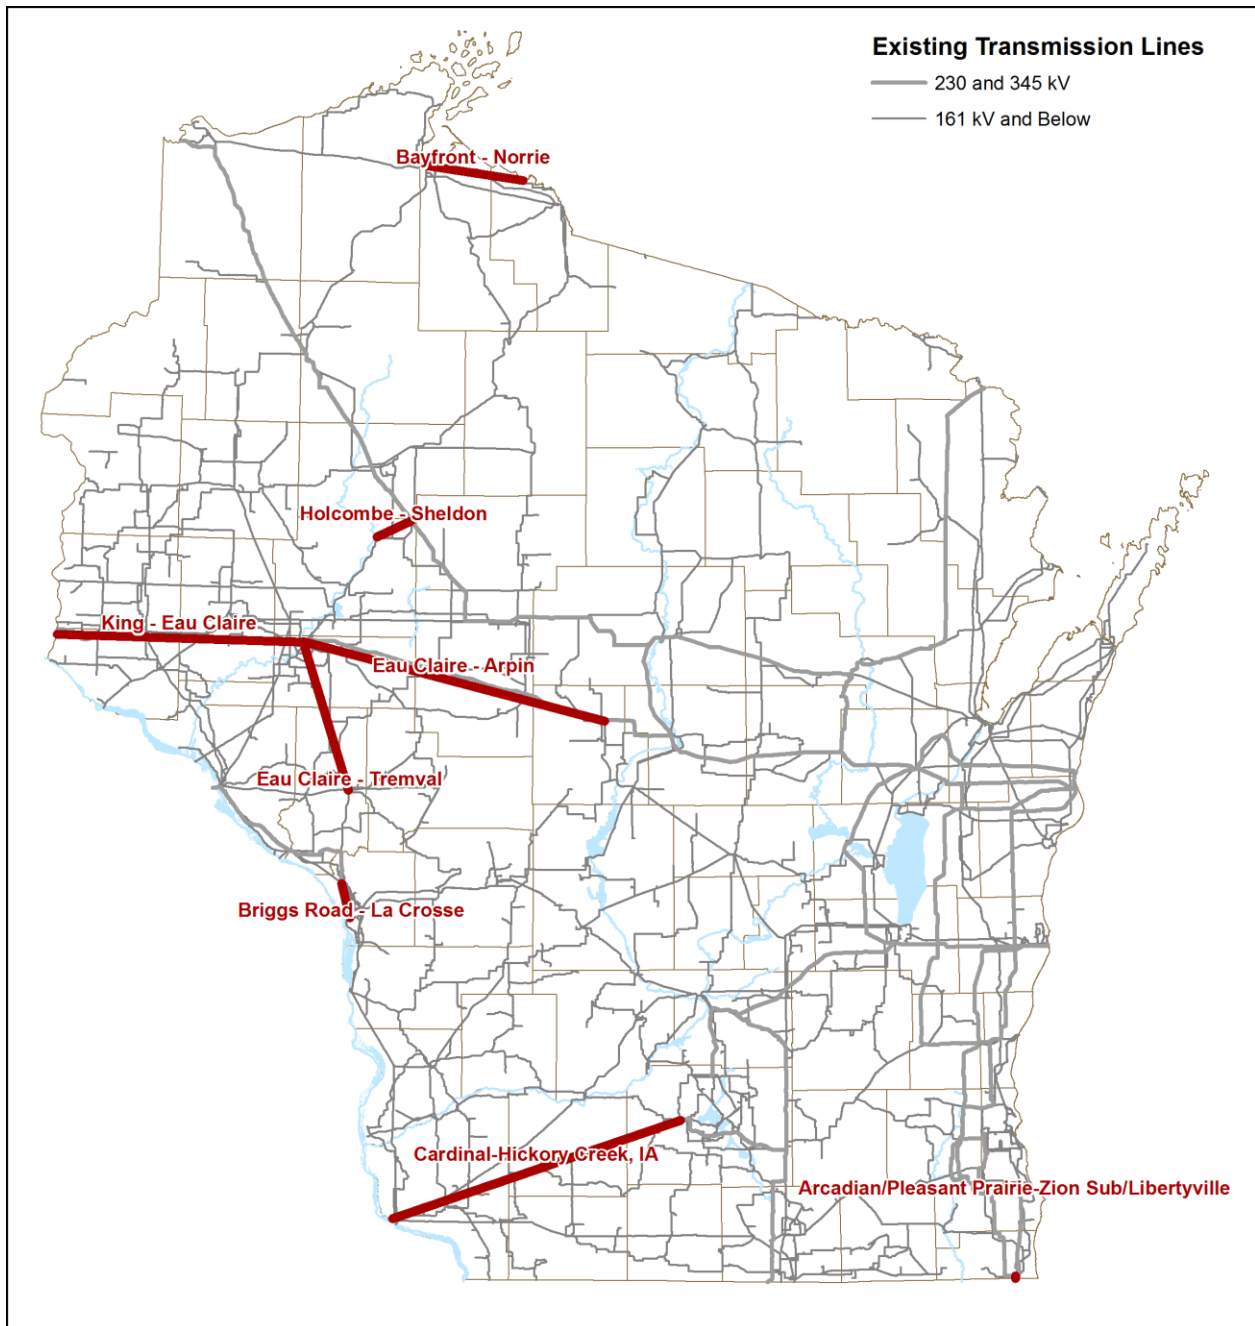 Existing Transmission Lines
230 and 345 kV
161 kV and Below
Bayfront - Norrie
Holcombe - Sheldon
King - Eau Claire
Eau Claire - Arpin
Eau Claire - Tremval
Briggs Road - La Crosse
Cardinal-Hickory Creek, IA
Arcadian/Pleasant Prairie-Zion Sub/Libertyville